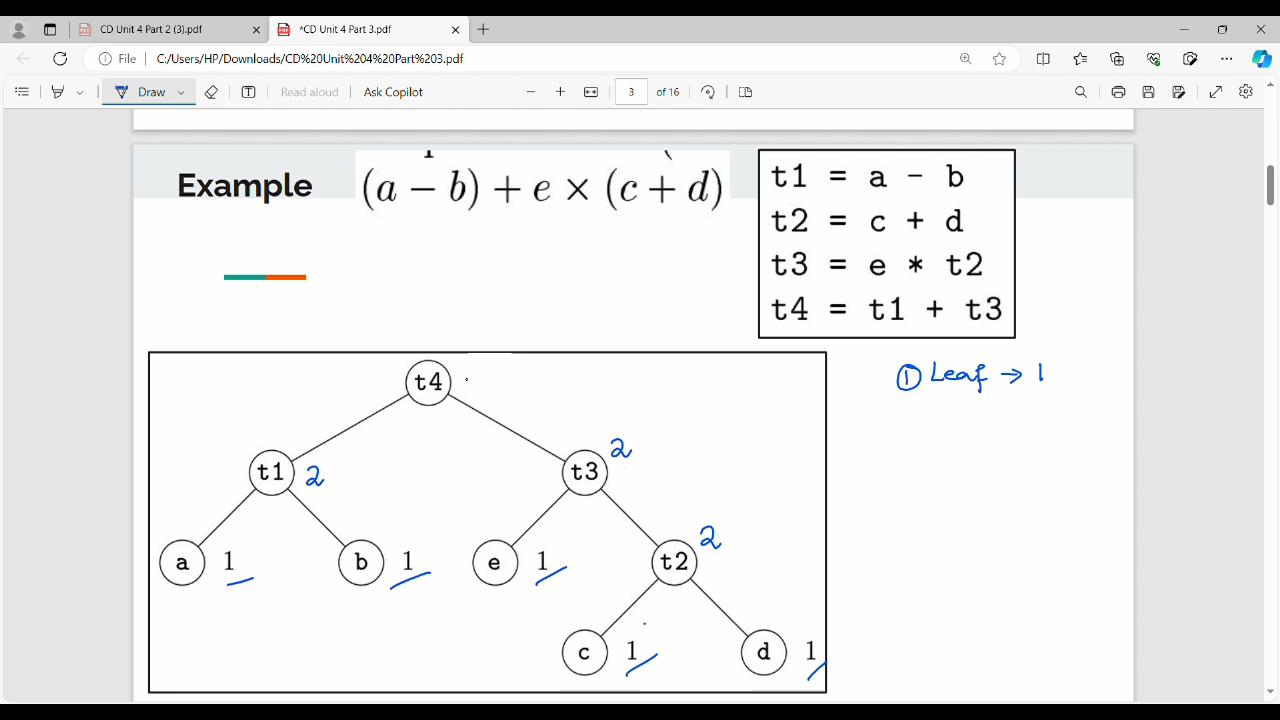 CD Unit 4 Part 2 (3).pdf
*CD Unit 4 Part 3.pdf
File C:/Users/HP/Downloads/CD%20Unit%204%20Part%203.pdf
Draw Read aloud Ask Copilot 3 of 16
Example (a − b) + e × (c + d)
t1 = a - b
t2 = c + d
t3 = e * t2
t4 = t1 + t3
① Leaf → 1
t4
t1 2 t3 2
a 1 b 1 e 1 t2 2
c 1 d 1